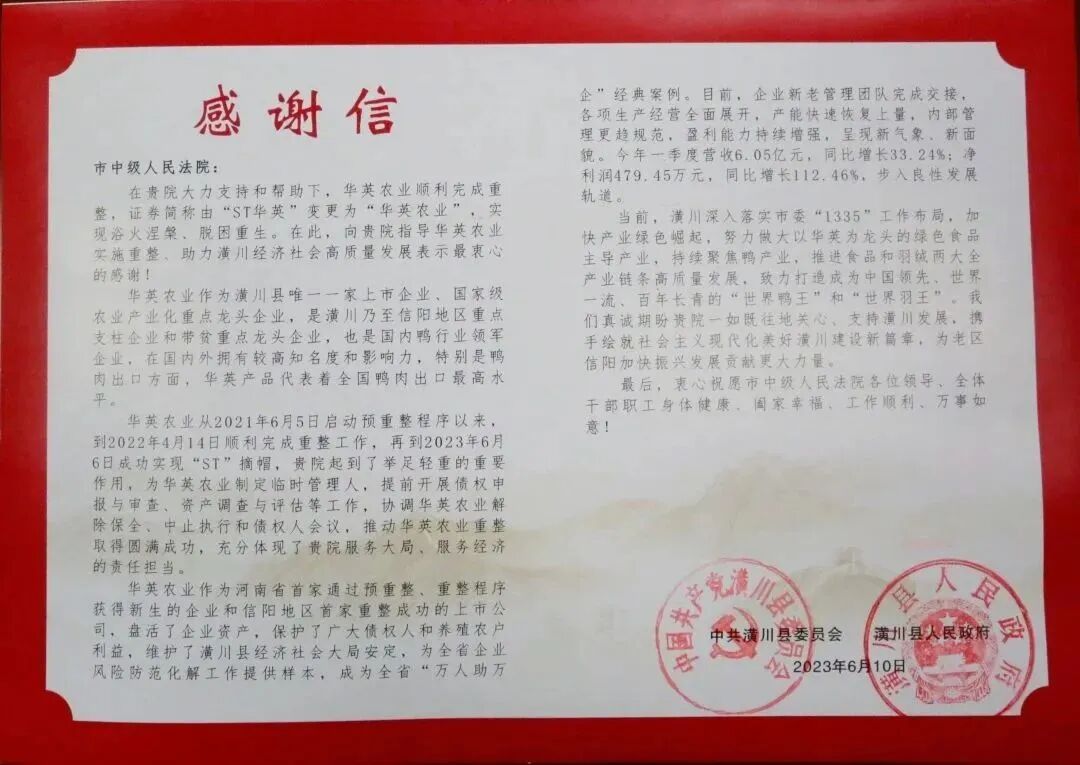 感谢信
市中级人民法院：
在贵院大力支持和帮助下，华英农业顺利完成重
整，证券简称由“ST华英”变更为“华英农业”，实
现浴火涅槃、脱困重生。在此，向贵院指导华英农业
实施重整、助力潢川经济社会高质量发展表示最衷心
的感谢！
华英农业作为潢川县唯一一家上市企业、国家级
农业产业化重点龙头企业，是潢川乃至信阳地区重点
支柱企业和带贫重点龙头企业，也是国内鸭行业领军
企业，在国内外拥有较高知名度和影响力，特别是鸭
肉出口方面，华英产品代表着全国鸭肉出口最高水
平。
华英农业从2021年6月5日启动预重整程序以来，
到2022年4月14日顺利完成重整工作，再到2023年6月
6日成功实现“ST”摘帽，贵院起到了举足轻重的重要
作用，为华英农业制定临时管理人，提前开展债权申
报与审查、资产调查与评估等工作，协调华英农业解
除保全、中止执行和债权人会议，推动华英农业重整
取得圆满成功，充分体现了贵院服务大局、服务经济
的责任担当。
华英农业作为河南省首家通过预重整、重整程序
获得新生的企业和信阳地区首家重整成功的上市公
司，盘活了企业资产，保护了广大债权人和养殖农户
利益，维护了潢川县经济社会大局安定，为全省企业
风险防范化解工作提供样本，成为全省“万人助万
企”经典案例。目前，企业新老管理团队完成交接，
各项生产经营全面展开，产能快速恢复上量，内部管
理更趋规范，盈利能力持续增强，呈现新气象、新面
貌。今年一季度营收6.05亿元，同比增长33.24%；净
利润479.45万元，同比增长112.46%，步入良性发展
轨道。
当前，潢川深入落实市委“1335”工作布局，加
快产业绿色崛起，努力做大以华英为龙头的绿色食品
主导产业，持续聚焦鸭产业，推进食品和羽绒两大全
产业链条高质量发展，致力打造成为中国领先、世界
一流、百年长青的“世界鸭王”和“世界羽王”。我
们真诚期盼贵院一如既往地关心、支持潢川发展，携
手绘就社会主义现代化美好潢川建设新篇章，为老区
信阳加快振兴发展贡献更大力量。
最后，衷心祝愿市中级人民法院各位领导、全体
干部职工身体健康、阖家幸福、工作顺利、万事如
意！
中国共产党潢川县委员会
潢川县人民政府
中共潢川县委员会 潢川县人民政府
2023年6月10日